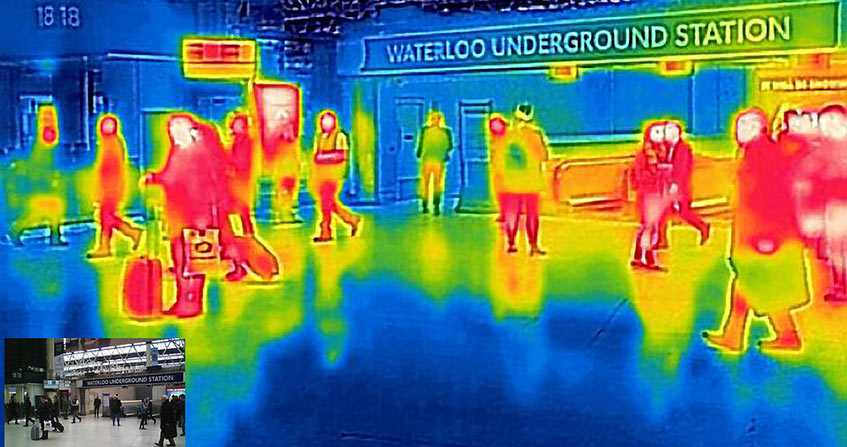 18 18
WATERLOO UNDERGROUND STATION
WATERLOO UNDERGROUND STATION